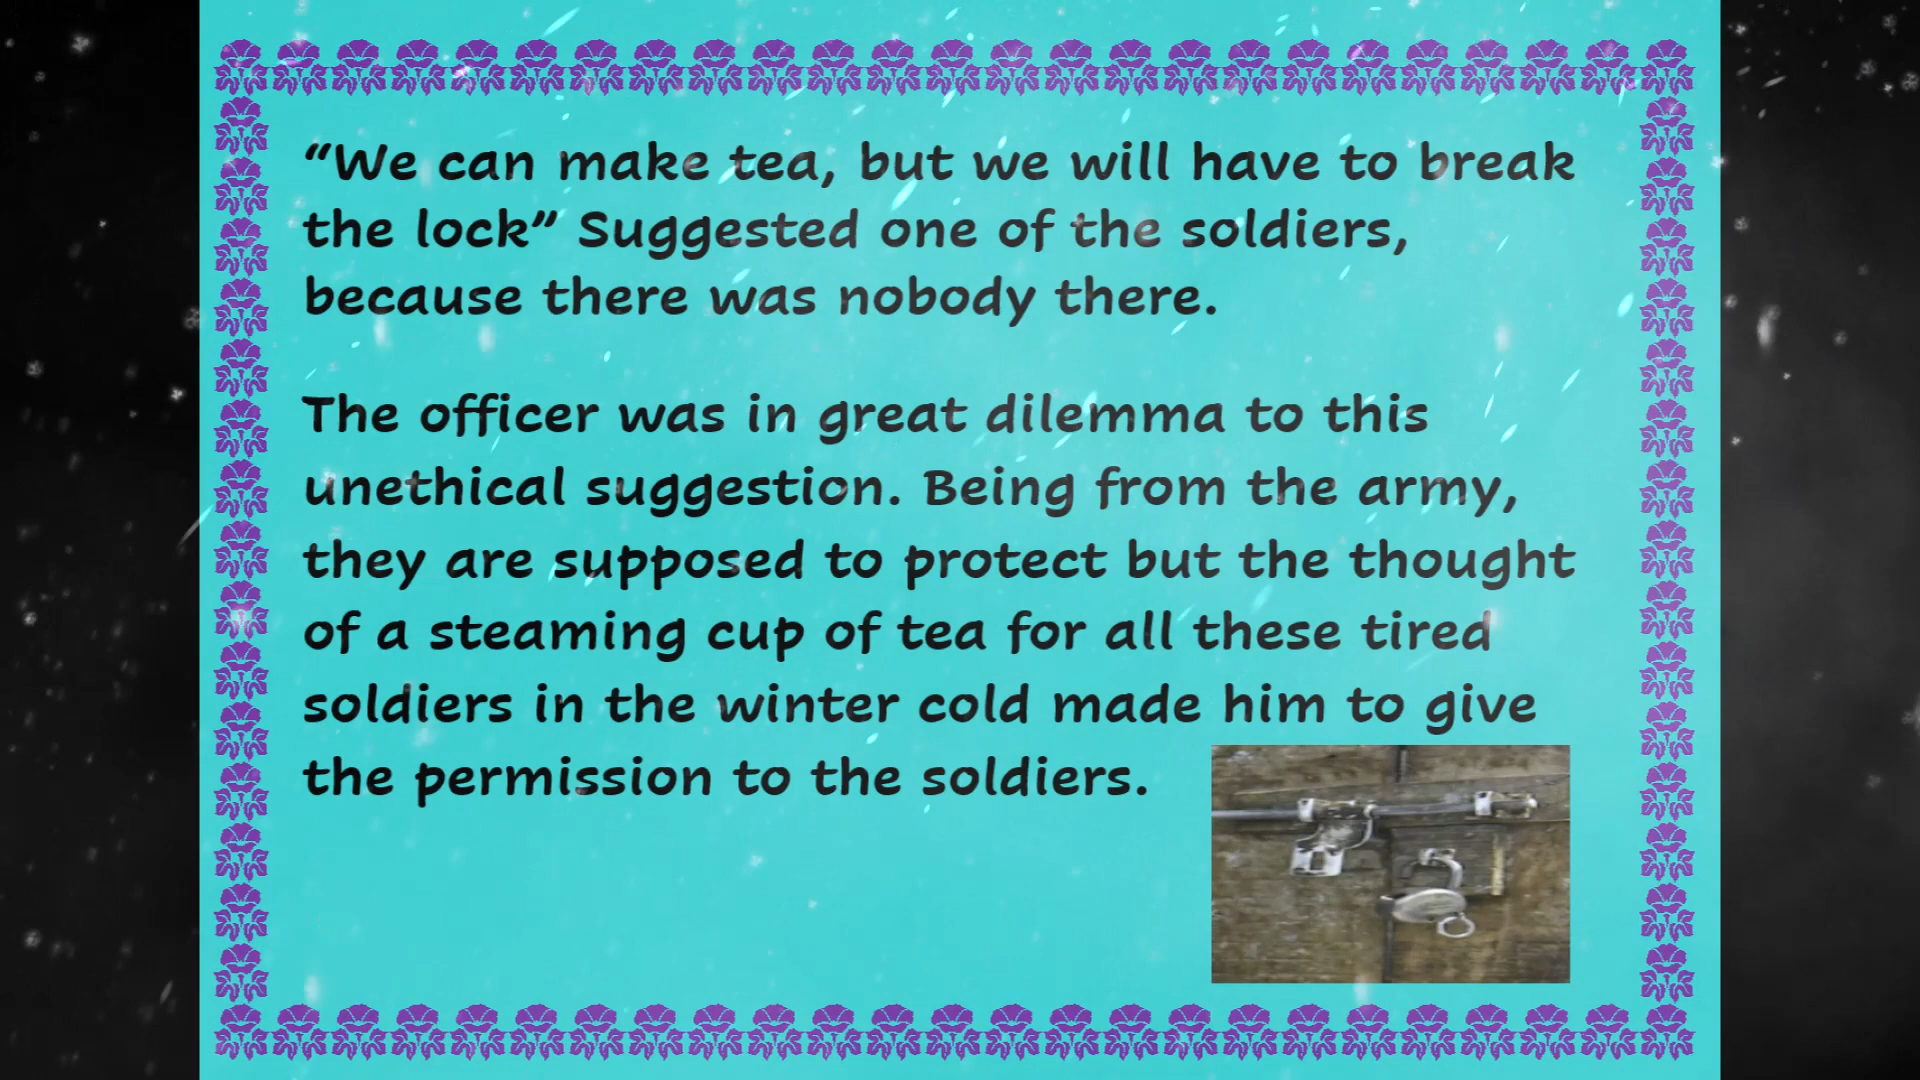 “We can make tea, but we will have to break
the lock” Suggested one of the soldiers,
because there was nobody there.
The officer was in great dilemma to this
unethical suggestion. Being from the army,
they are supposed to protect but the thought
of a steaming cup of tea for all these tired
soldiers in the winter cold made him to give
the permission to the soldiers.